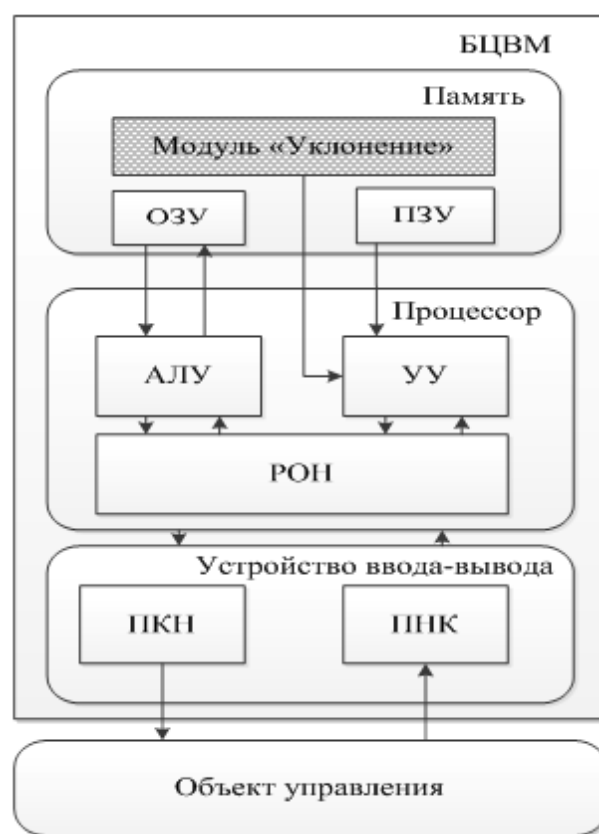 БЦВМ
Память
Модуль «Уклонение»
ОЗУ
ПЗУ
Процессор
АЛУ
УУ
РОН
Устройство ввода-вывода
ПКН
ПНК
Объект управления